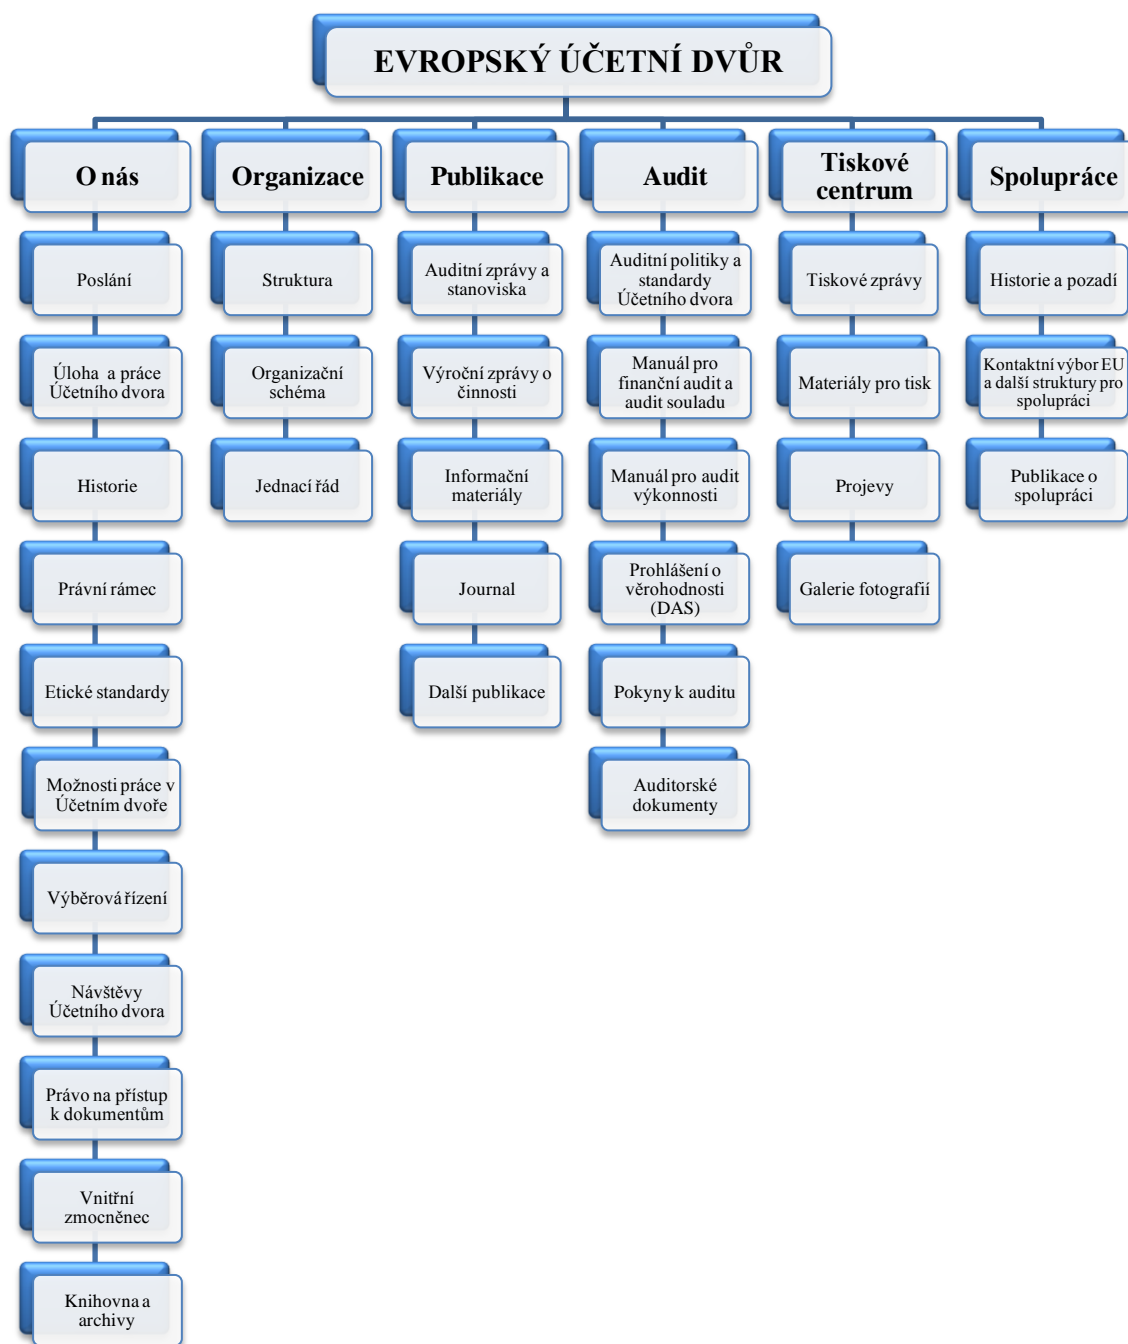 EVROPSKÝ ÚČETNÍ DVŮR
O nás
Poslání
Úloha a práce
Účetního dvora
Historie
Právní rámec
Etické standardy
Možnosti práce v
Účetním dvoře
Výběrová řízení
Návštěvy
Účetního dvora
Právo na přístup
k dokumentům
Vnitřní
zmocněnec
Knihovna a
archivy
Organizace
Struktura
Organizační
schéma
Jednací řád
Publikace
Auditní zprávy a
stanoviska
Výroční zprávy o
činnosti
Informační
materiály
Journal
Další publikace
Audit
Auditní politiky a
standardy
Účetního dvora
Manuál pro
finanční audit a
audit souladu
Manuál pro audit
výkonnosti
Prohlášení o
věrohodnosti
(DAS)
Pokyny k auditu
Auditorské
dokumenty
Tiskové
centrum
Tiskové zprávy
Materiály pro tisk
Projevy
Galerie fotografií
Spolupráce
Historie a pozadí
Kontaktní výbor EU
a další struktury pro
spolupráci
Publikace o
spolupráci